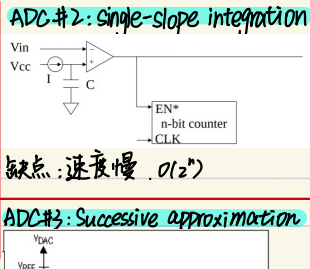 ADC#2: single-slope integration
Vin
Vcc
-
+
I
C
EN*
n-bit counter
CLK
缺点:速度慢. O(2ⁿ)
ADC#3: Successive approximation
VDAC
VREF